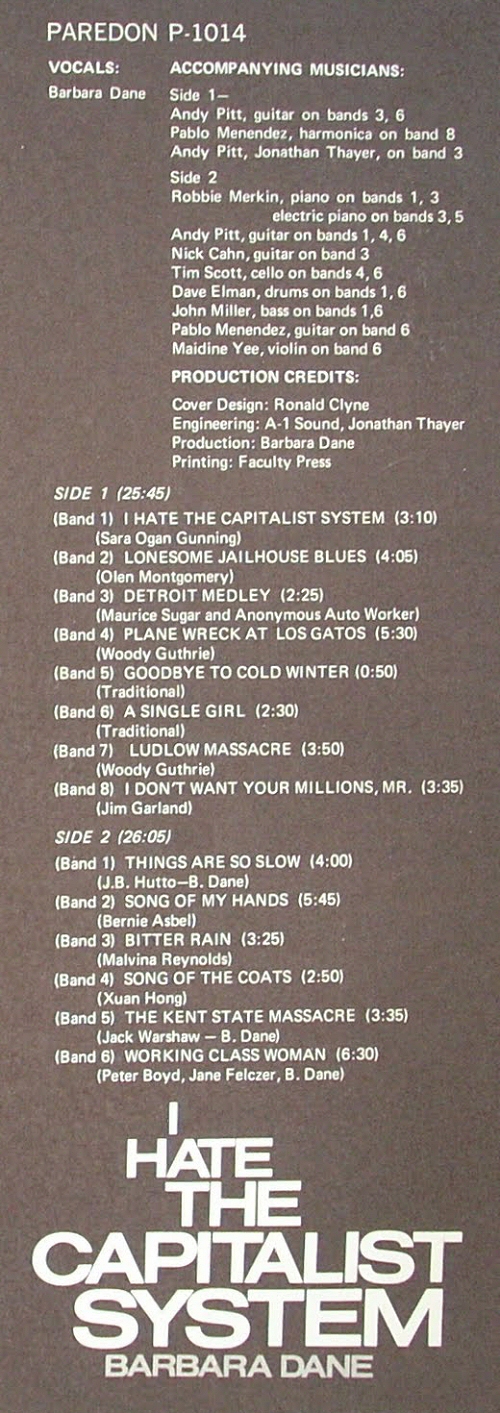 PAREDON P-1014
VOCALS: ACCOMPANYING MUSICIANS:
Barbara Dane Side 1—
Andy Pitt, guitar on bands 3, 6
Pablo Menendez, harmonica on band 8
Andy Pitt, Jonathan Thayer, on band 3
Side 2
Robbie Merkin, piano on bands 1, 3
electric piano on bands 3, 5
Andy Pitt, guitar on bands 1, 4, 6
Nick Cahn, guitar on band 3
Tim Scott, cello on bands 4, 6
Dave Elman, drums on bands 1, 6
John Miller, bass on bands 1,6
Pablo Menendez, guitar on band 6
Maidine Yee, violin on band 6
PRODUCTION CREDITS:
Cover Design: Ronald Clyne
Engineering: A-1 Sound, Jonathan Thayer
Production: Barbara Dane
Printing: Faculty Press
SIDE 1 (25:45)
(Band 1) I HATE THE CAPITALIST SYSTEM (3:10)
(Sara Ogan Gunning)
(Band 2) LONESOME JAILHOUSE BLUES (4:05)
(Olen Montgomery)
(Band 3) DETROIT MEDLEY (2:25)
(Maurice Sugar and Anonymous Auto Worker)
(Band 4) PLANE WRECK AT LOS GATOS (5:30)
(Woody Guthrie)
(Band 5) GOODBYE TO COLD WINTER (0:50)
(Traditional)
(Band 6) A SINGLE GIRL (2:30)
(Traditional)
(Band 7) LUDLOW MASSACRE (3:50)
(Woody Guthrie)
(Band 8) I DON'T WANT YOUR MILLIONS, MR. (3:35)
(Jim Garland)
SIDE 2 (26:05)
(Band 1) THINGS ARE SO SLOW (4:00)
(J.B. Hutto—B. Dane)
(Band 2) SONG OF MY HANDS (5:45)
(Bernie Asbel)
(Band 3) BITTER RAIN (3:25)
(Malvina Reynolds)
(Band 4) SONG OF THE COATS (2:50)
(Xuan Hong)
(Band 5) THE KENT STATE MASSACRE (3:35)
(Jack Warshaw — B. Dane)
(Band 6) WORKING CLASS WOMAN (6:30)
(Peter Boyd, Jane Felczer, B. Dane)
I
HATE
THE
CAPITALIST
SYSTEM
BARBARA DANE